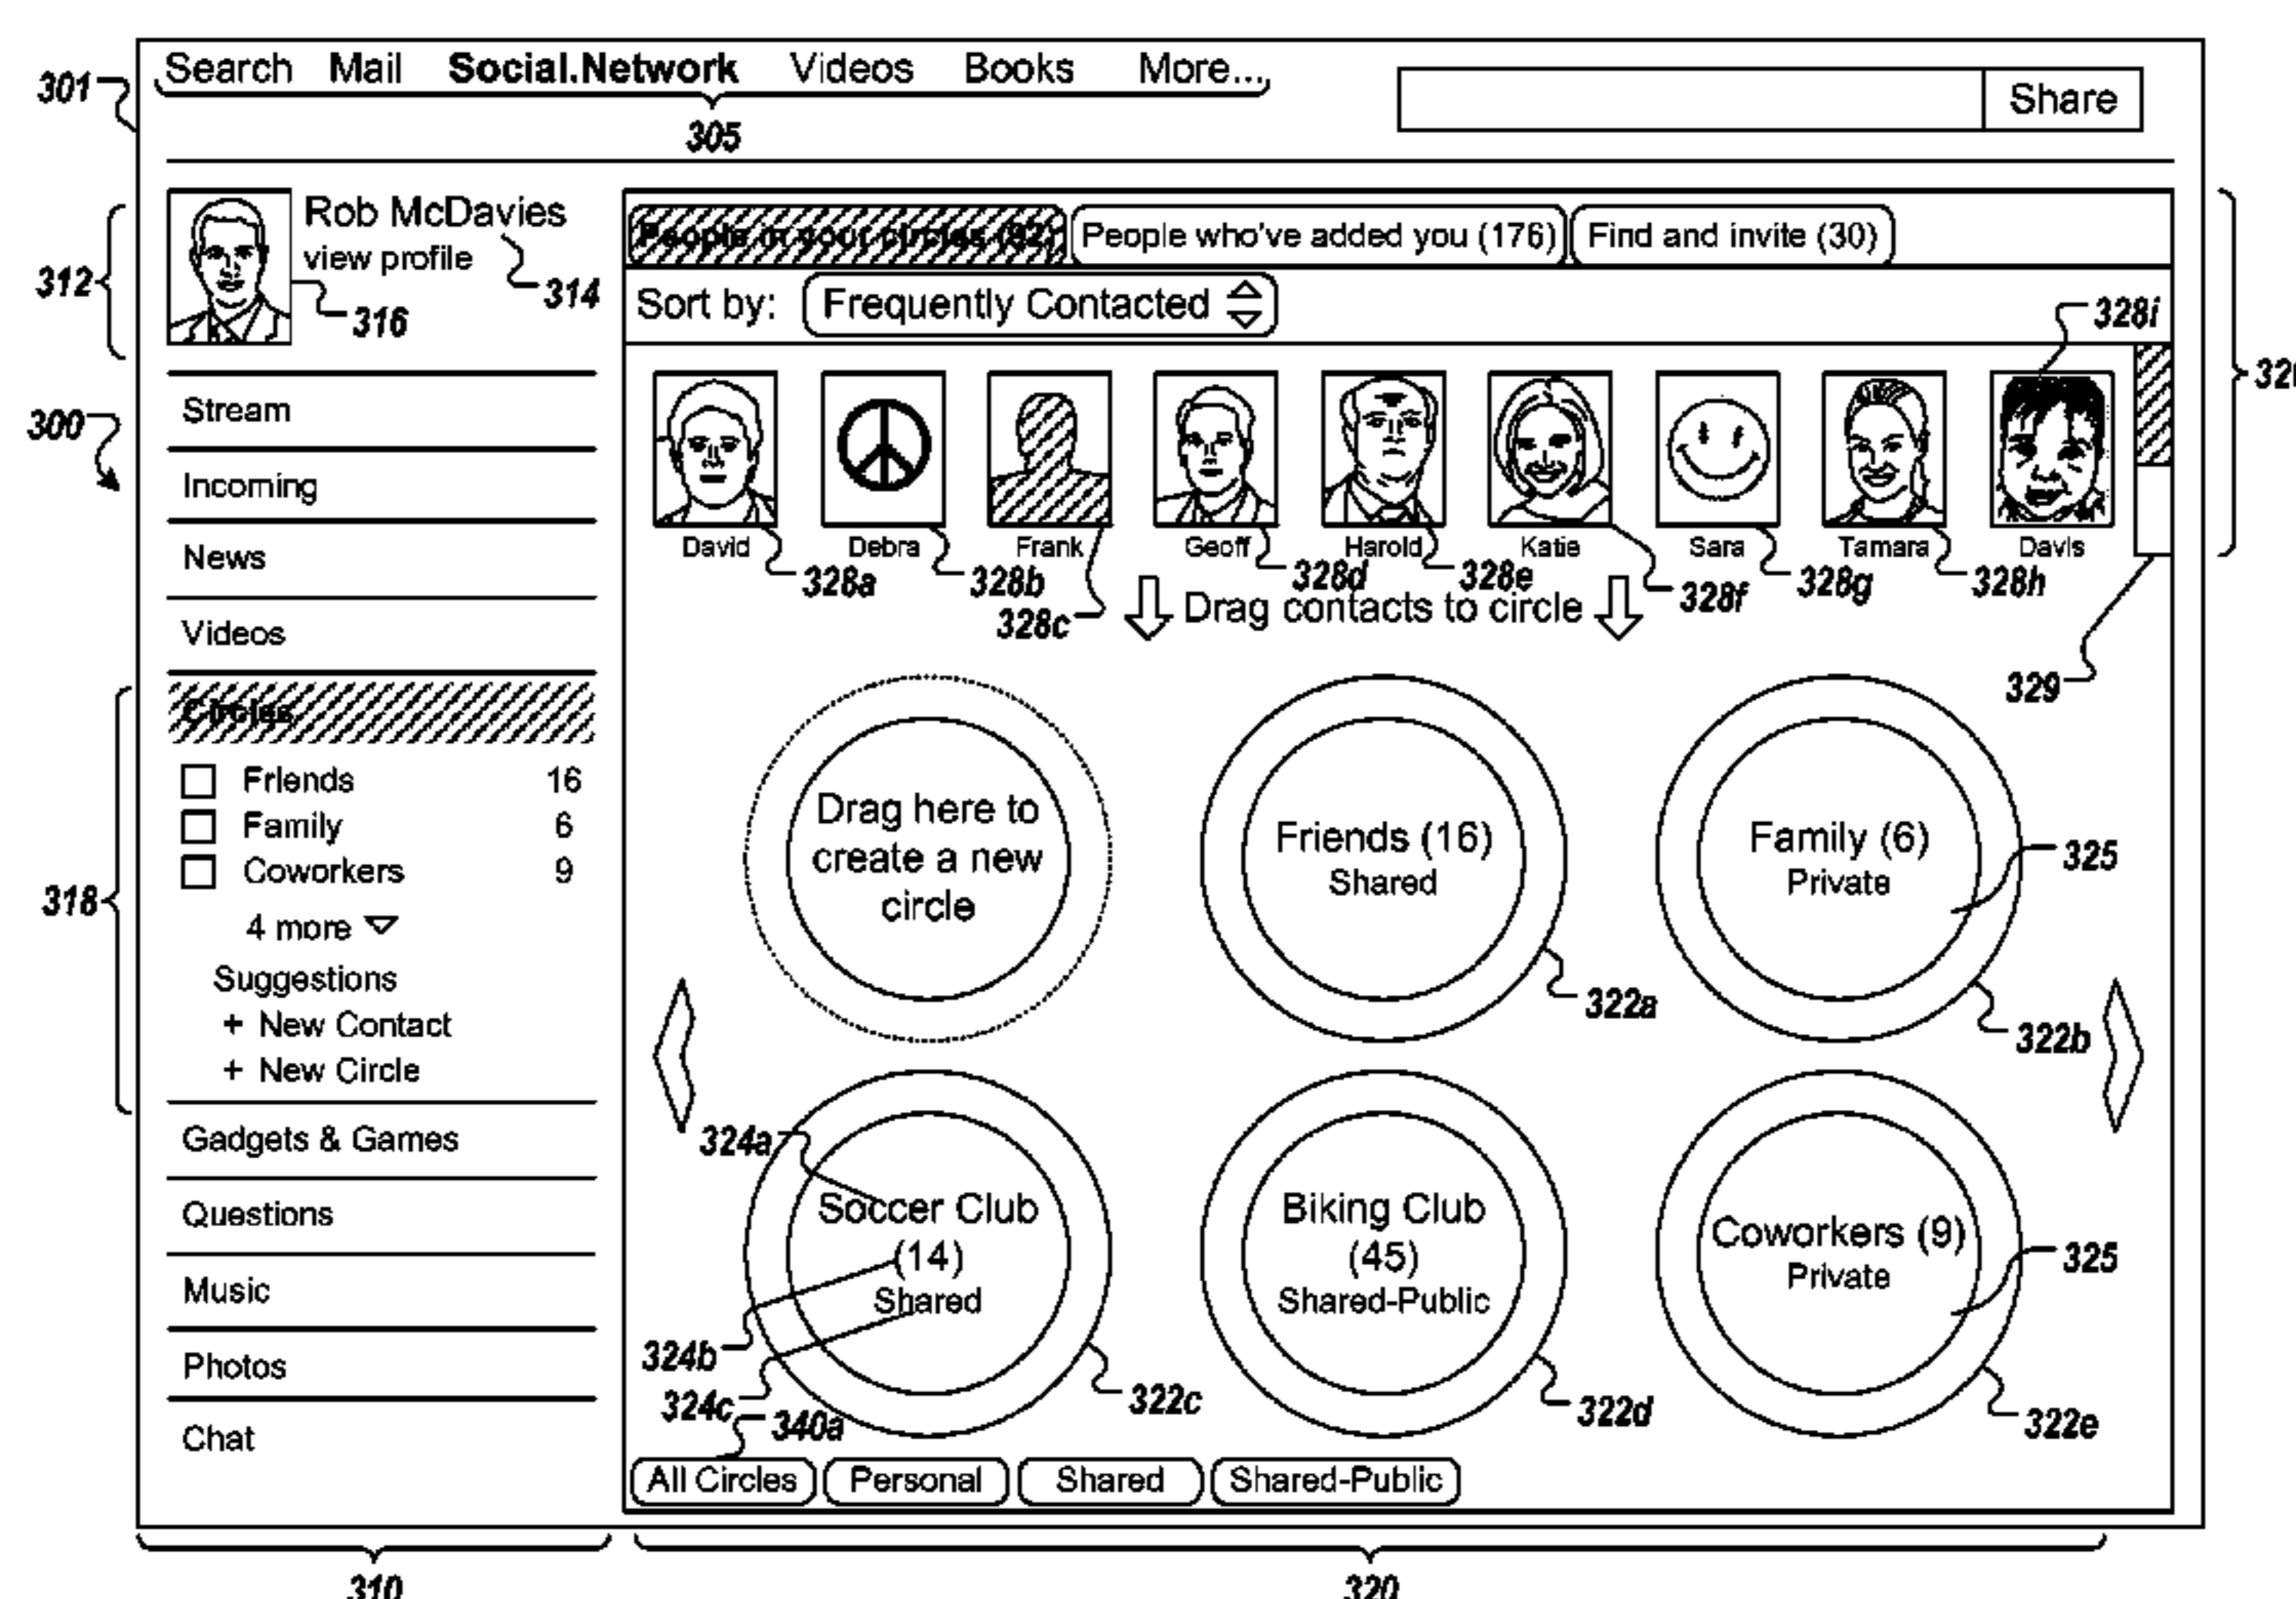 Search Mail Social.Network Videos Books More...
Share
301
305
Rob McDavies
view profile
312
314
316
People in your circles (92)
People who've added you (176)
Find and invite (30)
Sort by: Frequently Contacted
328i
300
Stream
Incoming
News
Videos
Circles
Friends 16
Family 6
Coworkers 9
4 more
Suggestions
+ New Contact
+ New Circle
318
Gadgets & Games
Questions
Music
Photos
Chat
David Debra Frank Geoff Harold Katie Sara Tamara Davis
328a 328b 328c 328d 328e 328f 328g 328h
Drag contacts to circle
329
Drag here to
create a new
circle
Friends (16)
Shared
322a
Family (6)
Private
325
322b
324a
Soccer Club
(14)
Shared
324b
324c
322c
Biking Club
(45)
Shared-Public
322d
Coworkers (9)
Private
325
322e
340a
All Circles Personal Shared Shared-Public
310
320